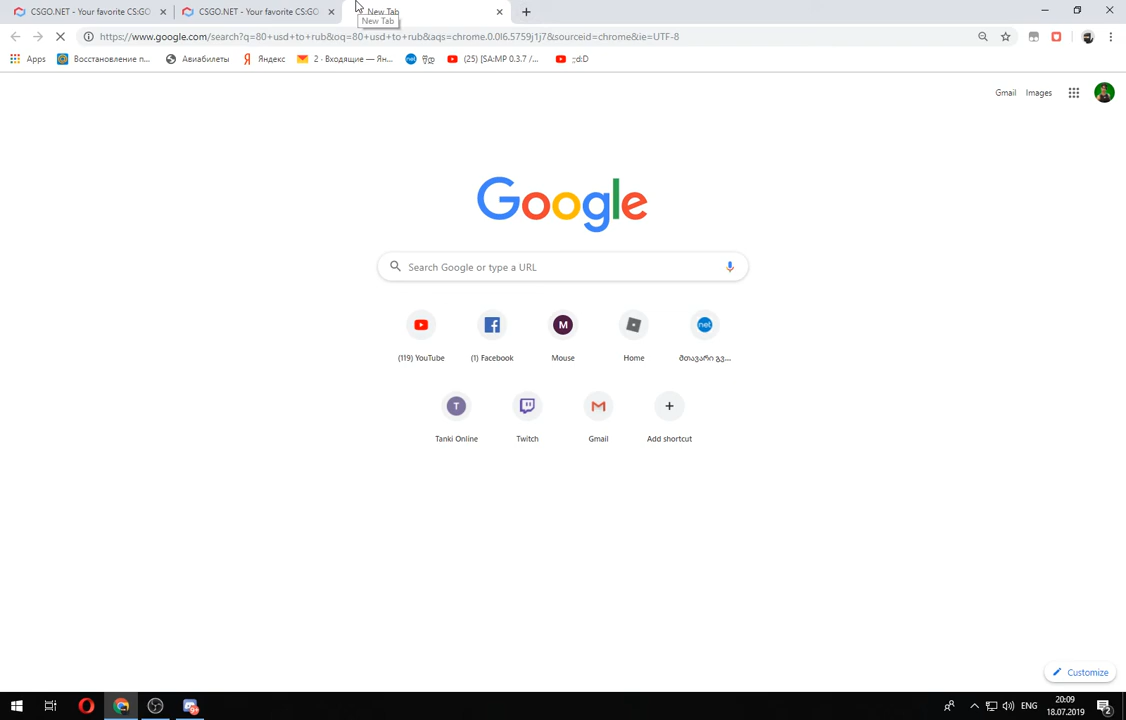 CSGO.NET - Your favorite CS:GO
CSGO.NET - Your favorite CS:GO
New Tab
New Tab
https://www.google.com/search?q=80+usd+to+rub&oq=80+usd+to+rub&aqs=chrome.0.0l6.5759j1j7&sourceid=chrome&ie=UTF-8
Apps
Восстановление п...
Авиабилеты
Яндекс
2 · Входящие — Ян...
(25) [SA:MP 0.3.7 /...
;;d:D
Gmail
Images
Google
Search Google or type a URL
(119) YouTube
(1) Facebook
M
Mouse
Home
net
მთავარი გვ...
T
Tanki Online
Twitch
Gmail
Add shortcut
Customize
ENG
20:09
18.07.2019
2